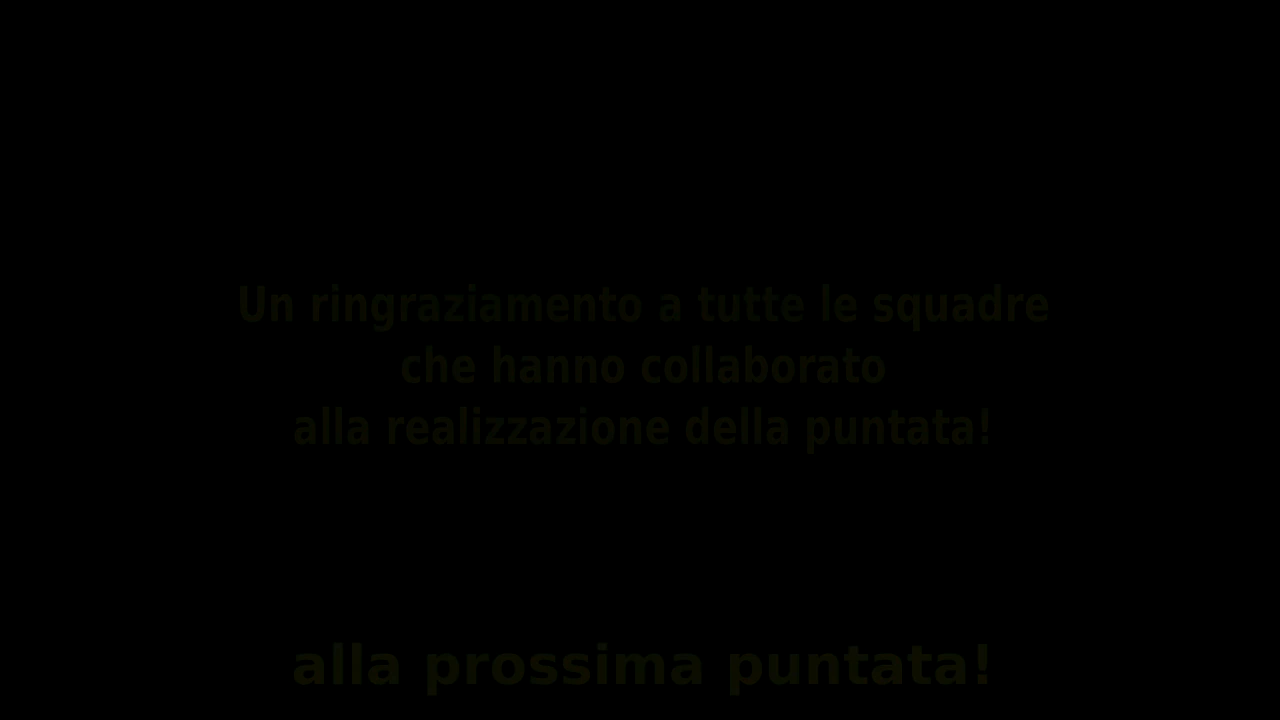 Un ringraziamento a tutte le squadre
che hanno collaborato
alla realizzazione della puntata!
alla prossima puntata!